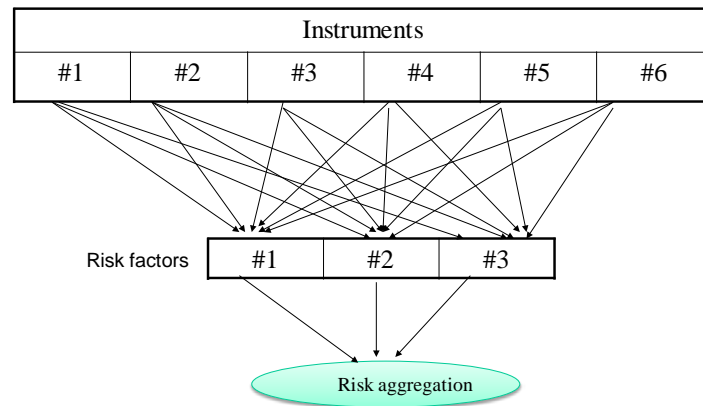 Instruments
#1 #2 #3 #4 #5 #6
Risk factors #1 #2 #3
Risk aggregation